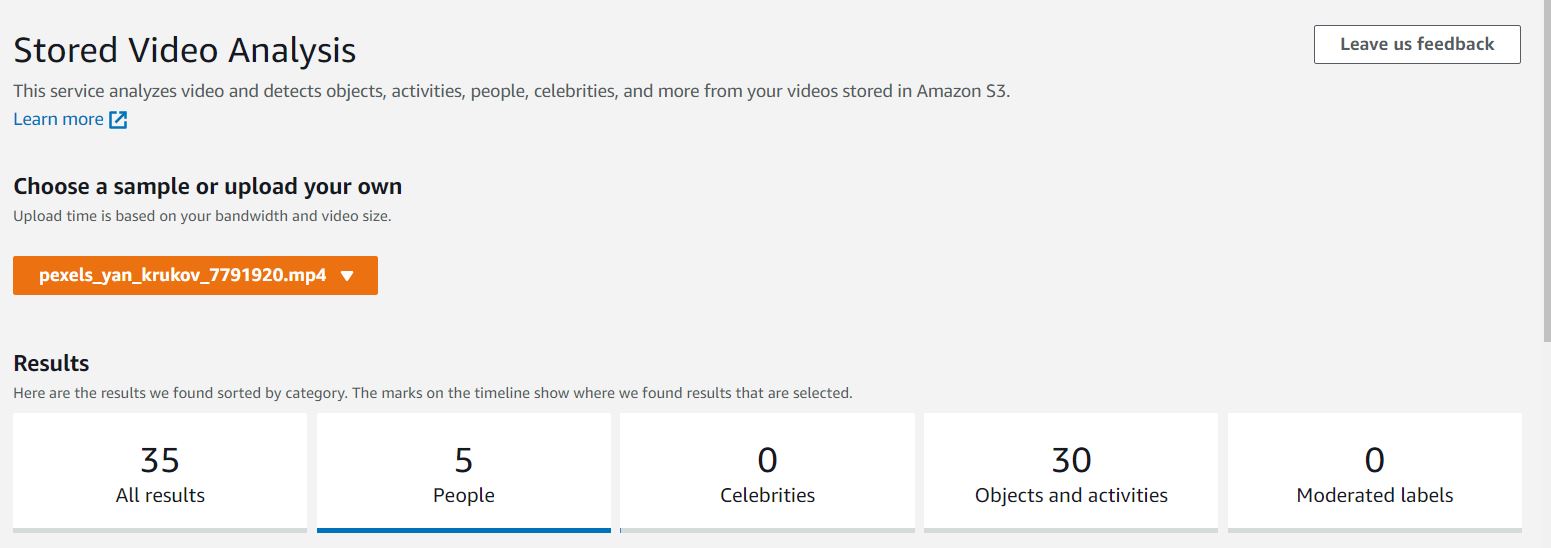 Stored Video Analysis
Leave us feedback
This service analyzes video and detects objects, activities, people, celebrities, and more from your videos stored in Amazon S3.
Learn more
Choose a sample or upload your own
Upload time is based on your bandwidth and video size.
pexels_yan_krukov_7791920.mp4
Results
Here are the results we found sorted by category. The marks on the timeline show where we found results that are selected.
35
All results
5
People
0
Celebrities
30
Objects and activities
0
Moderated labels